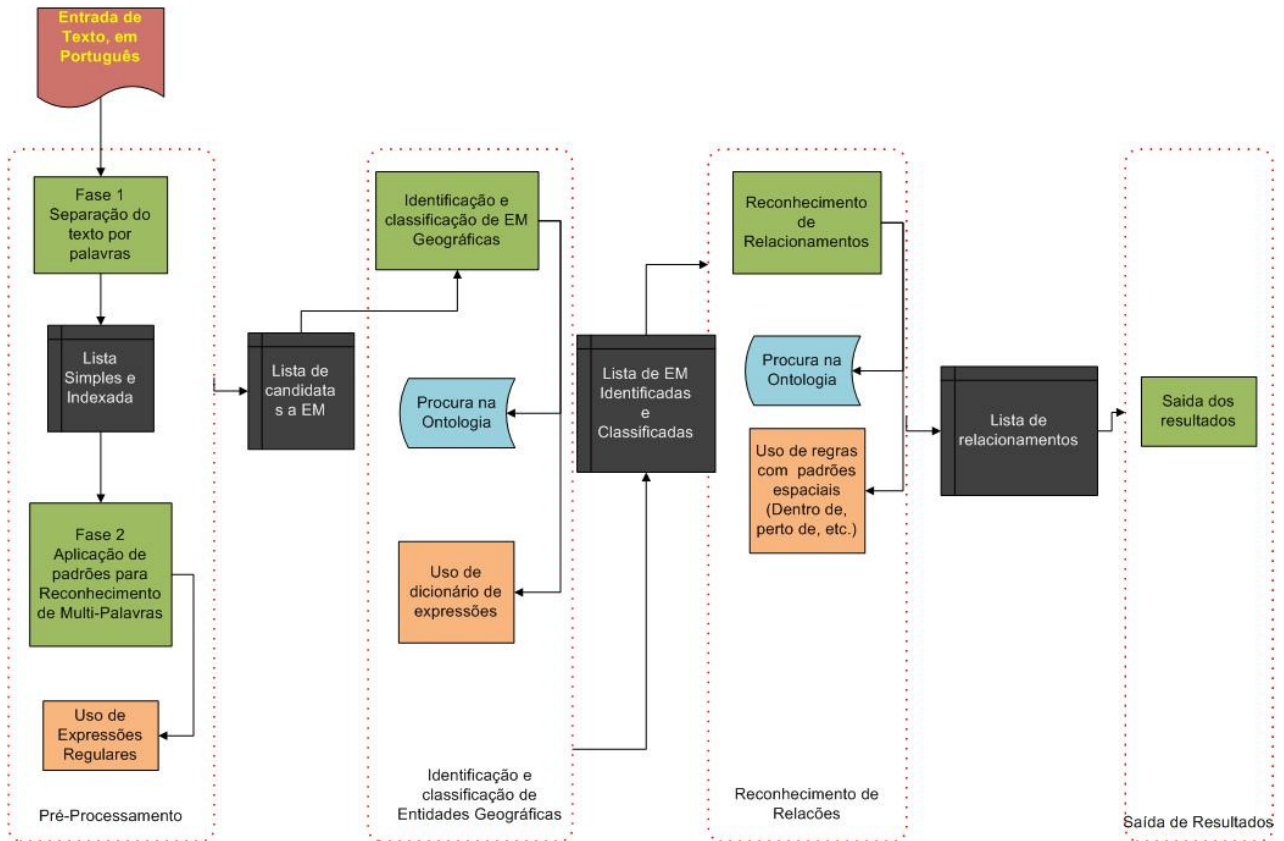 Entrada de
Texto, em
Português
Fase 1
Separação do
texto por
palavras
Lista
Simples e
Indexada
Fase 2
Aplicação de
padrões para
Reconhecimento
de Multi-Palavras
Uso de
Expressões
Regulares
Pré-Processamento
Lista de
candidata
s a EM
Identificação e
classificação de EM
Geográficas
Procura na
Ontologia
Uso de
dicionário de
expressões
Identificação e
classificação de
Entidades Geográficas
Lista de EM
Identificadas
e
Classificadas
Reconhecimento
de
Relacionamentos
Procura na
Ontologia
Uso de regras
com padrões
espaciais
(Dentro de,
perto de, etc.)
Reconhecimento de
Relacões
Lista de
relacionamentos
Saida dos
resultados
Saída de Resultados